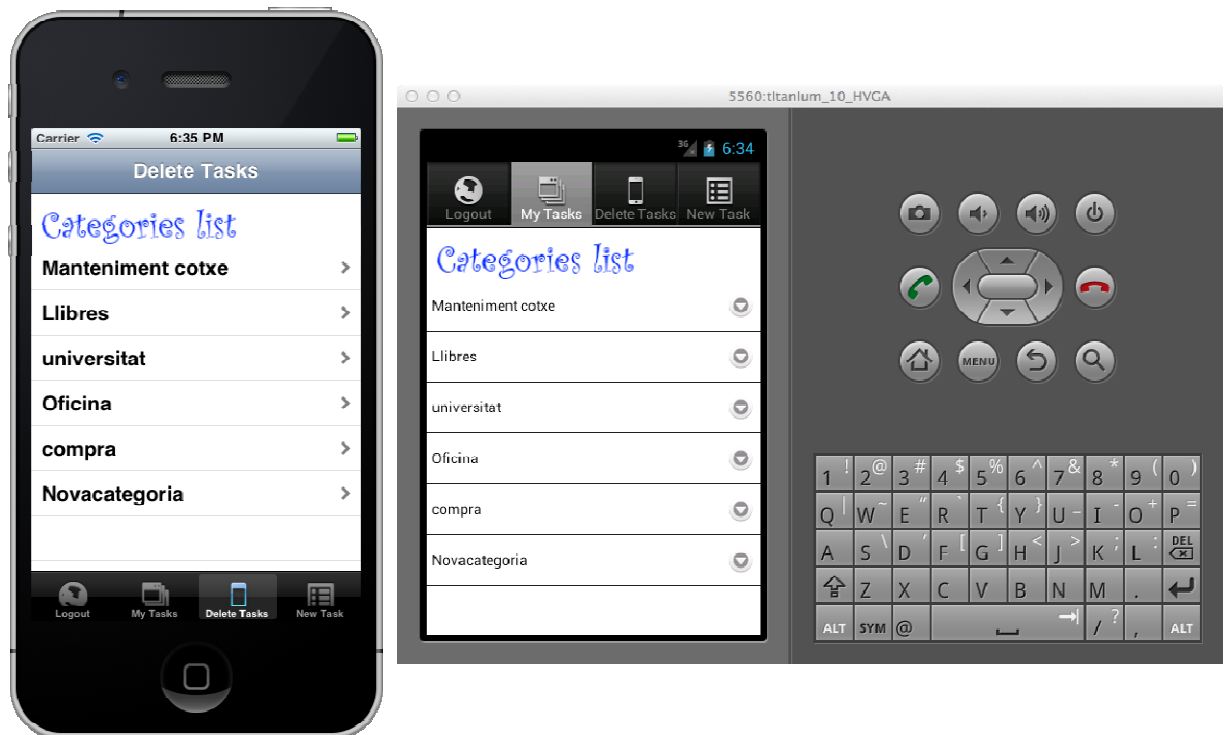 Carrier 6:35 PM
Delete Tasks
Categories list
Manteniment cotxe
Llibres
universitat
Oficina
compra
Novacategoria
Logout My Tasks Delete Tasks New Task
5560:titanium_10_HVGA
3G 6:34
Logout My Tasks Delete Tasks New Task
Categories list
Manteniment cotxe
Llibres
universitat
Oficina
compra
Novacategoria
MENU
1 ! 2 @ 3 # 4 $ 5 % 6 ^ 7 & 8 * 9 ( 0 )
Q | W ~ E " R ` T { Y } U _ I - O + P =
A S \ D ' F [ G ] H < J > K ; L : DEL
Z X C V B N M .
ALT SYM @ / ? , ALT